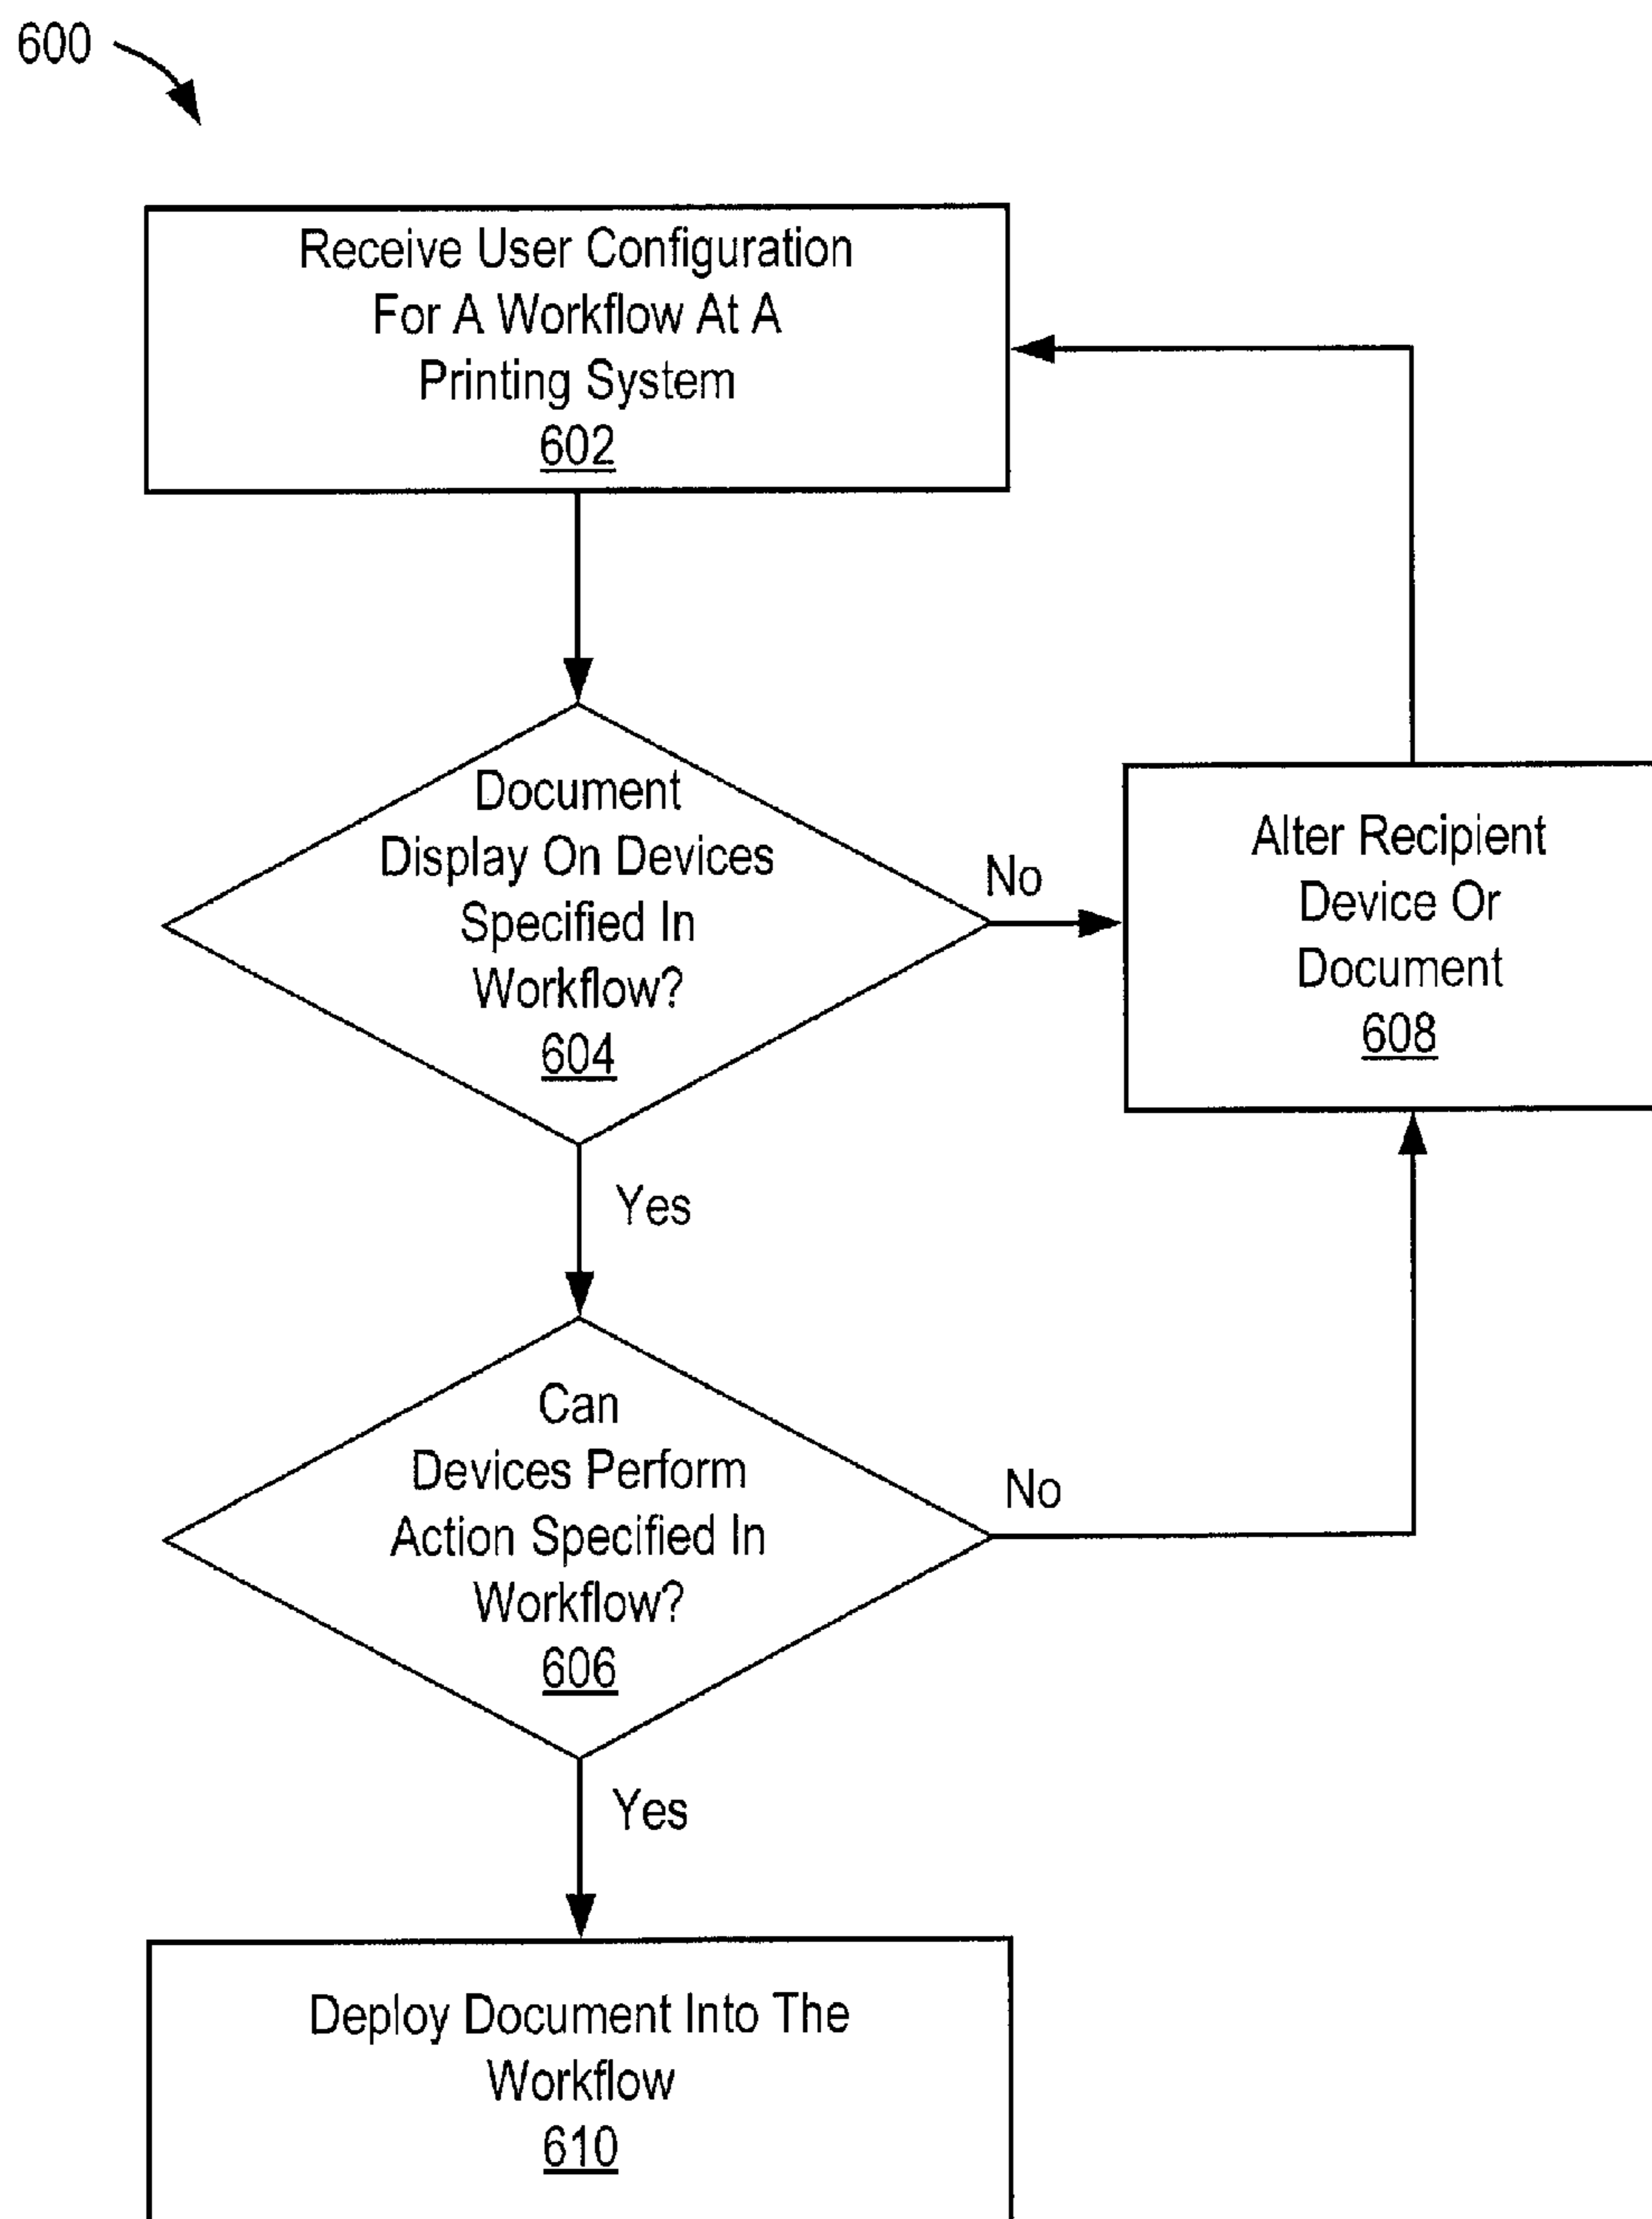 600
Receive User Configuration
For A Workflow At A
Printing System
602
Document
Display On Devices
Specified In
Workflow?
604
No
Alter Recipient
Device Or
Document
608
Yes
Can
Devices Perform
Action Specified In
Workflow?
606
No
Yes
Deploy Document Into The
Workflow
610